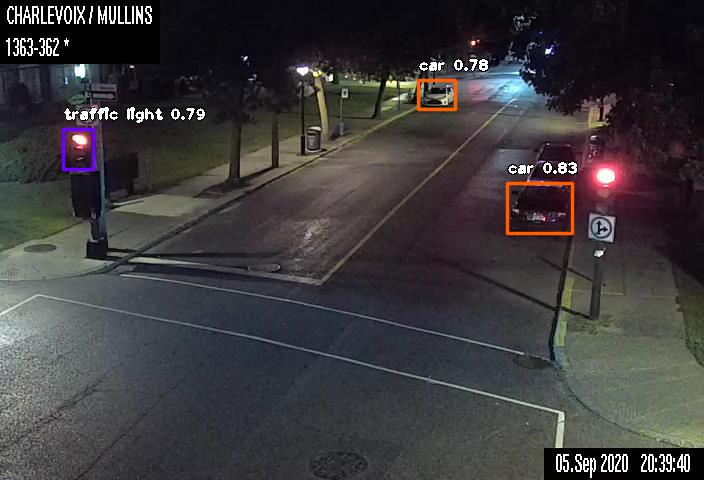 CHARLEVOIX / MULLINS
1363-362 *
car 0.78
traffic light 0.79
car 0.83
05.Sep 2020 20:39:40